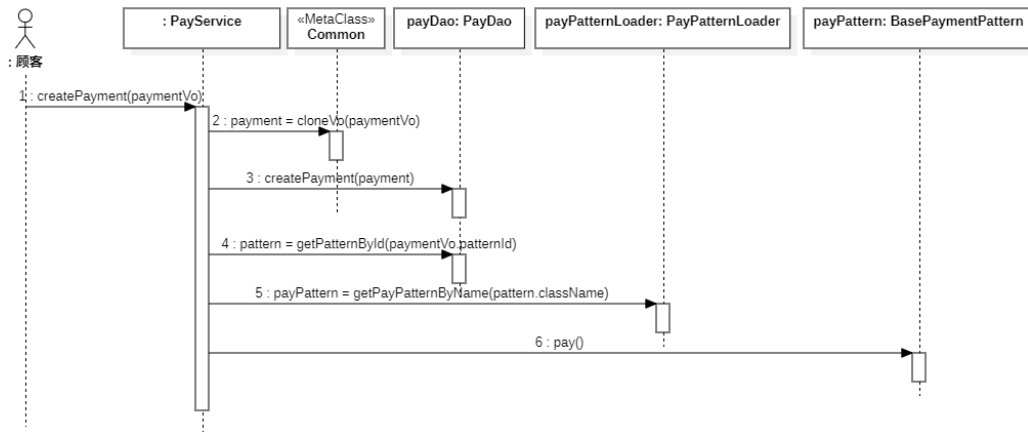 : PayService
«MetaClass»
Common
payDao: PayDao
payPatternLoader: PayPatternLoader
payPattern: BasePaymentPattern
: 顾客
1 : createPayment(paymentVo)
2 : payment = cloneVo(paymentVo)
3 : createPayment(payment)
4 : pattern = getPatternById(paymentVo.patternId)
5 : payPattern = getPayPatternByName(pattern.className)
6 : pay()